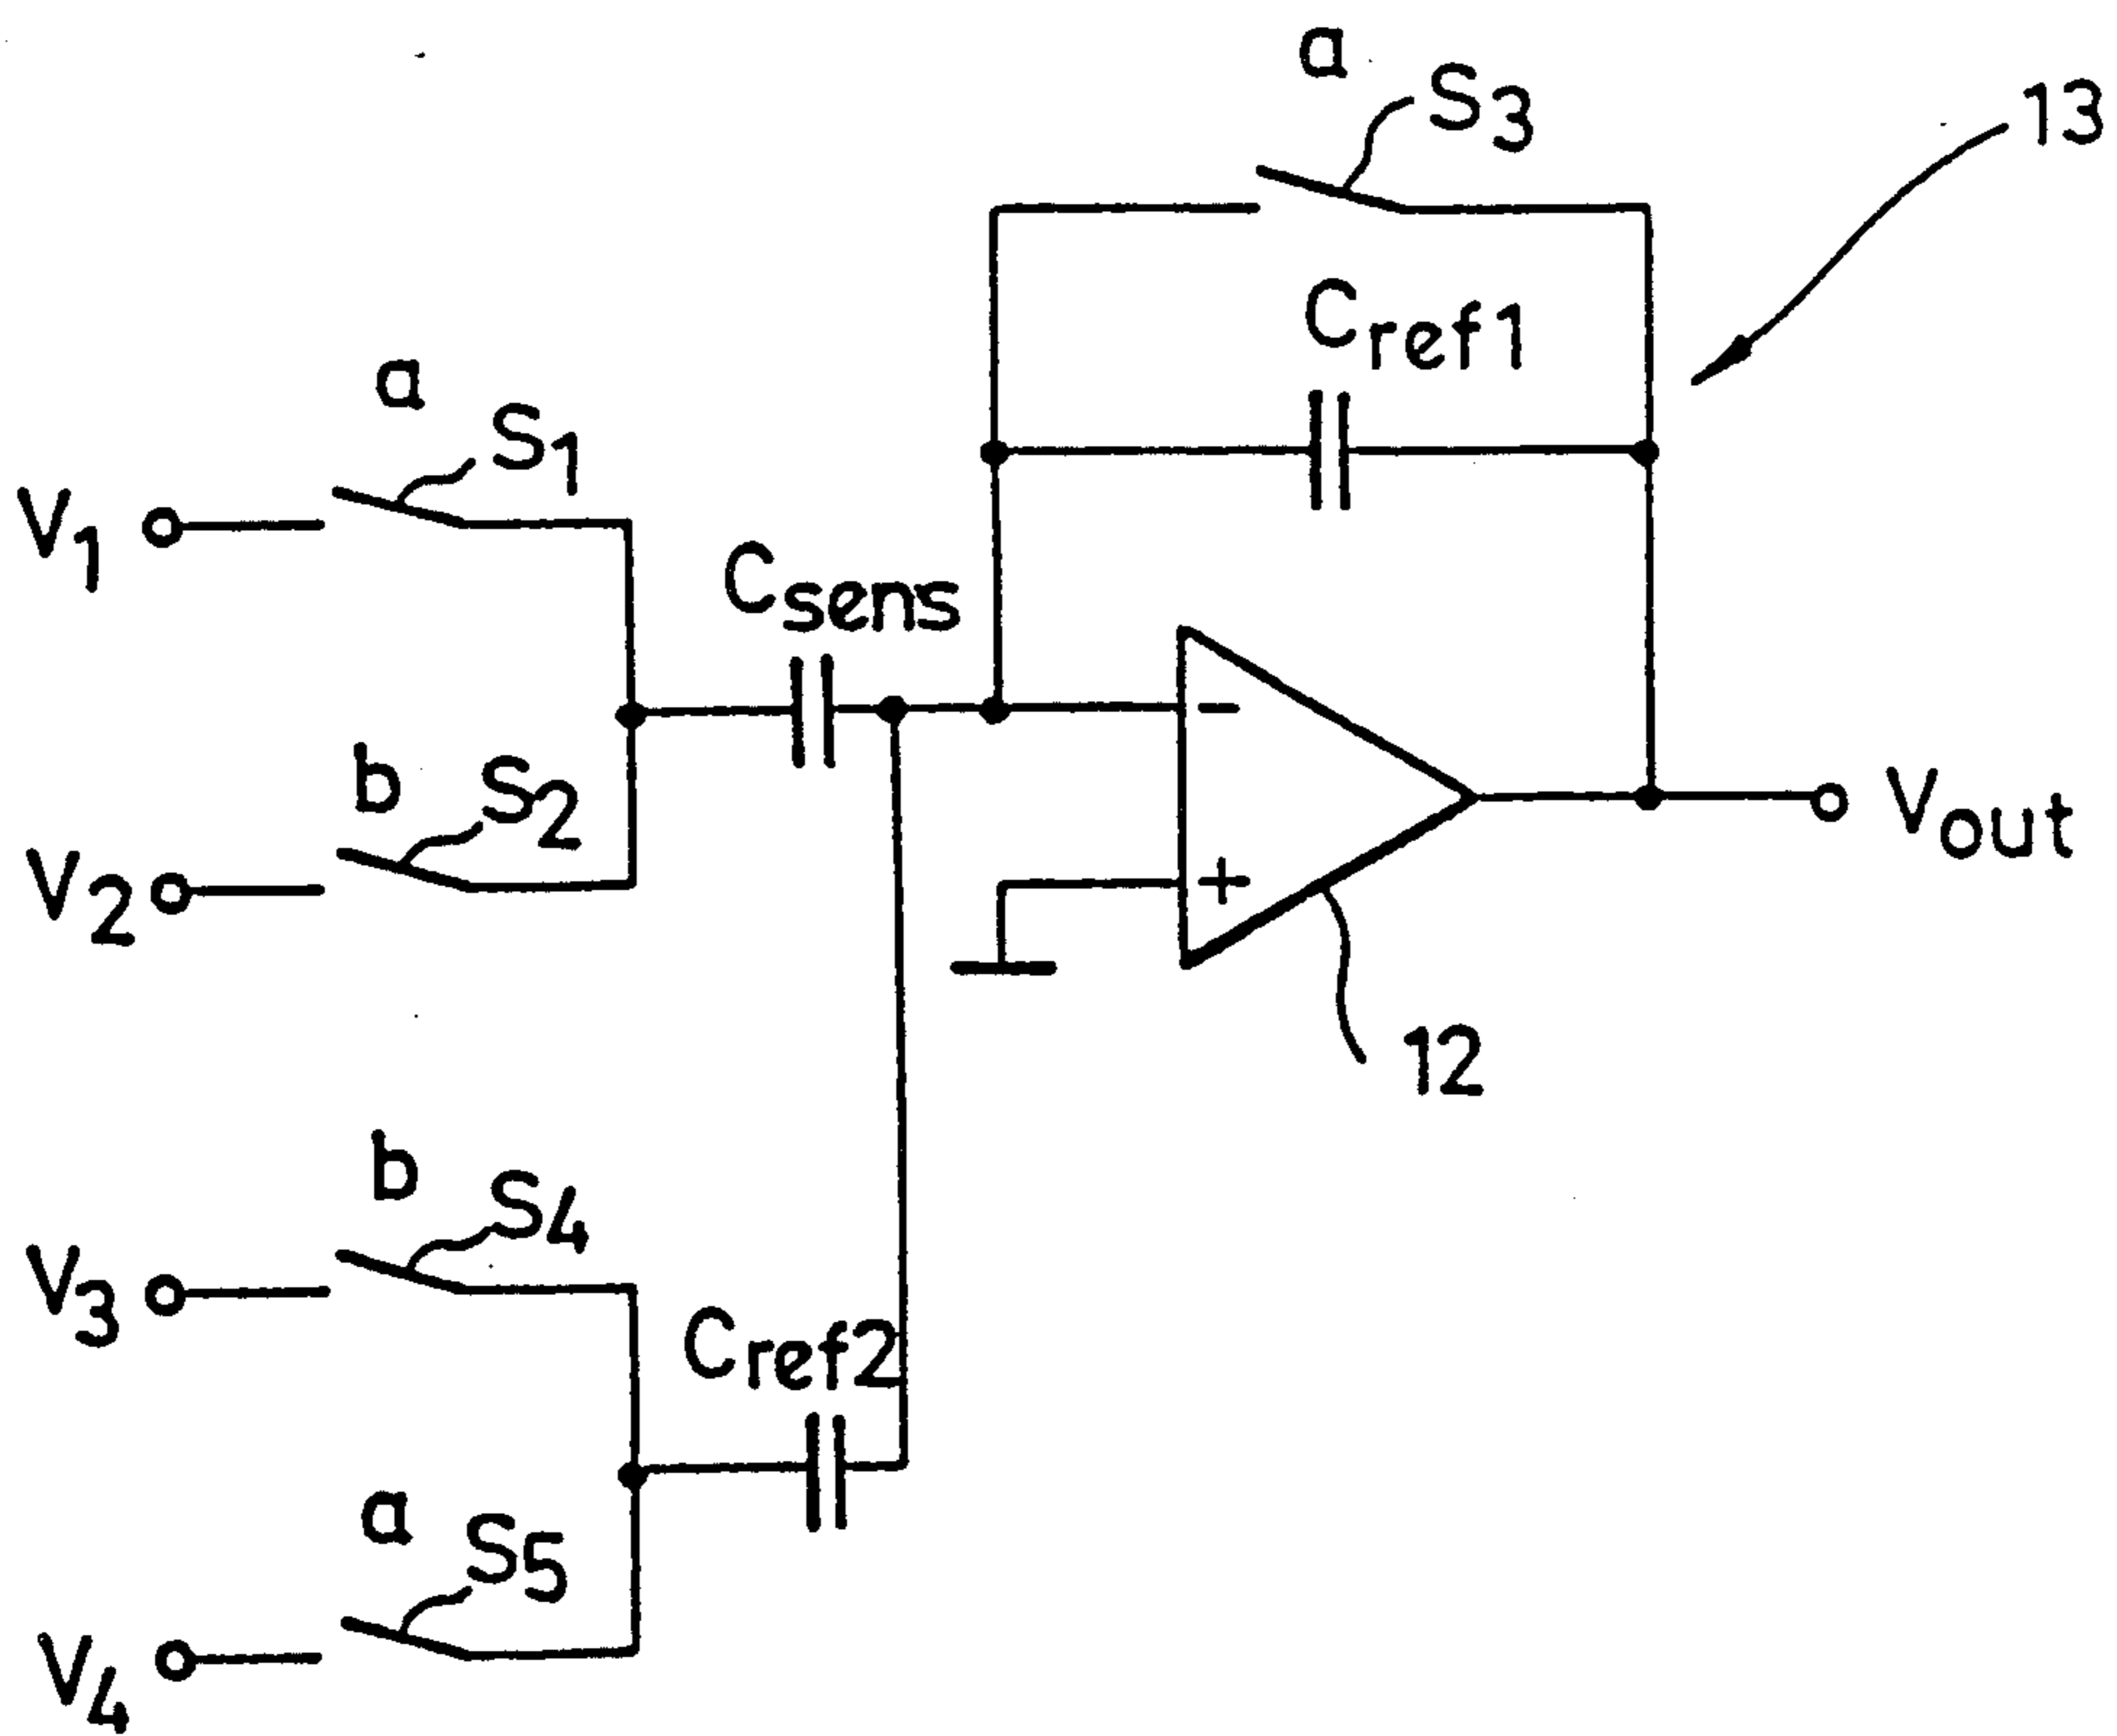 a
S3
13
Cref1
a
S1
V1
Csens
-
b
S2
V2
+
Vout
12
b
S4
V3
Cref2
a
S5
V4